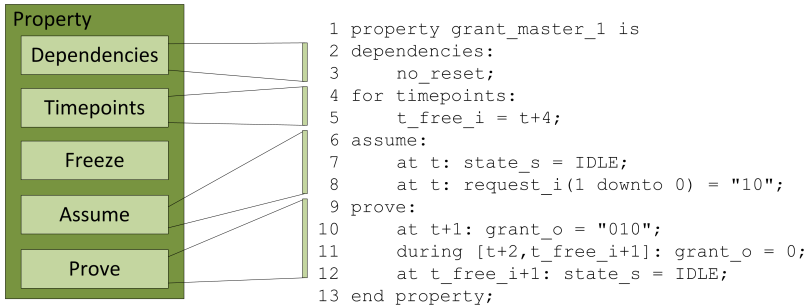 Property
Dependencies
Timepoints
Freeze
Assume
Prove
1 property grant_master_1 is
2 dependencies:
3 no_reset;
4 for timepoints:
5 t_free_i = t+4;
6 assume:
7 at t: state_s = IDLE;
8 at t: request_i(1 downto 0) = "10";
9 prove:
10 at t+1: grant_o = "010";
11 during [t+2,t_free_i+1]: grant_o = 0;
12 at t_free_i+1: state_s = IDLE;
13 end property;